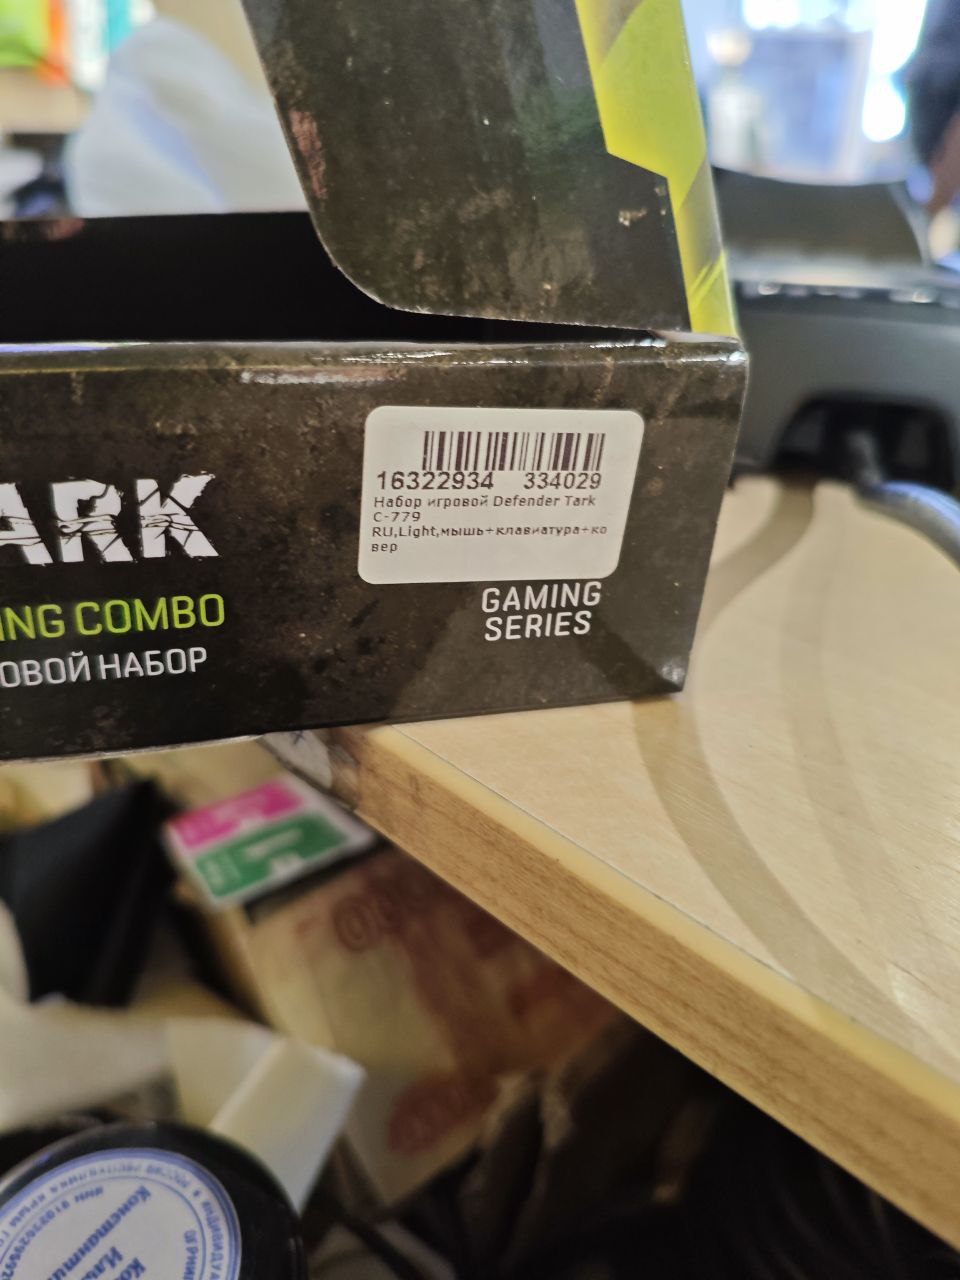 ARK
ING COMBO
ОВОЙ НАБОР
16322934 334029
Набор игровой Defender Tark
C-779
RU,Light,мышь+клавиатура+ко
вер
GAMING
SERIES